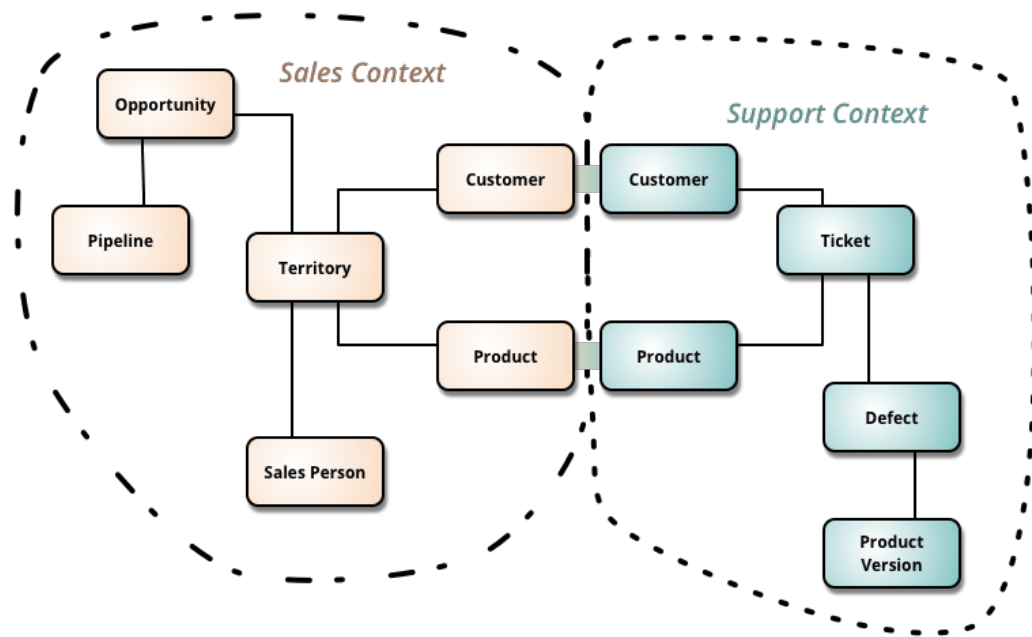 Sales Context
Opportunity
Pipeline
Territory
Customer
Product
Sales Person
Support Context
Customer
Ticket
Product
Defect
Product
Version